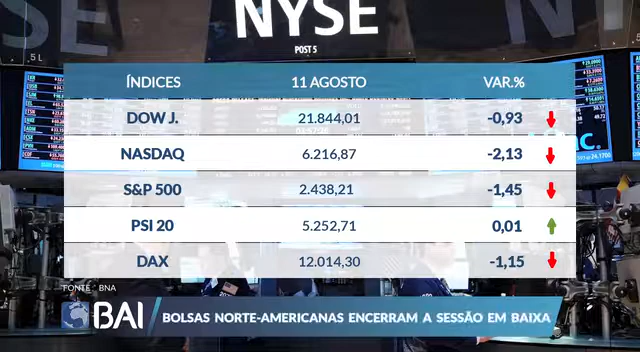 NYSE
POST 5
ÍNDICES 11 AGOSTO VAR.%
DOW J. 21.844,01 -0,93
NASDAQ 6.216,87 -2,13
S&P 500 2.438,21 -1,45
PSI 20 5.252,71 0,01
DAX 12.014,30 -1,15
FONTE BNA
BAI BOLSAS NORTE-AMERICANAS ENCERRAM A SESSÃO EM BAIXA